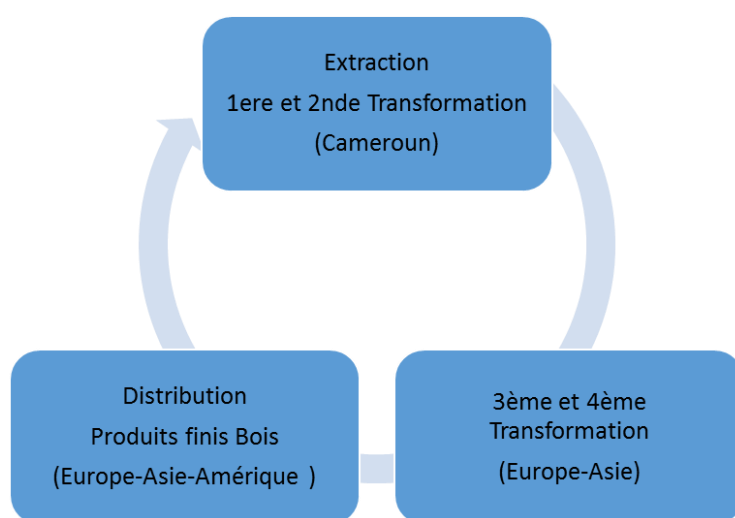 Extraction
1ere et 2nde Transformation
(Cameroun)
Distribution
Produits finis Bois
(Europe-Asie-Amérique )
3ème et 4ème
Transformation
(Europe-Asie)